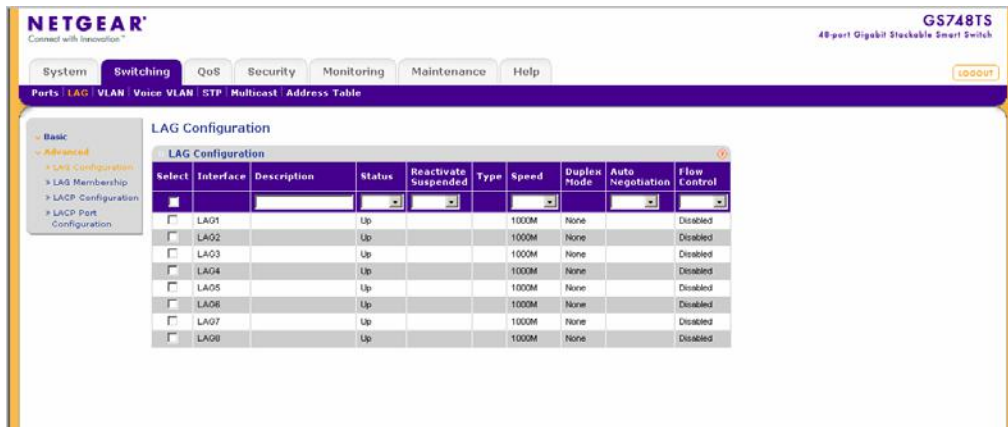 NETGEAR
Connect with Innovation™
GS748TS
48-port Gigabit Stackable Smart Switch
System Switching QoS Security Monitoring Maintenance Help
LOGOUT
Ports LAG VLAN Voice VLAN STP Multicast Address Table
Basic
Advanced
LAG Configuration
LAG Membership
LACP Configuration
LACP Port Configuration
LAG Configuration
LAG Configuration
Select Interface Description Status Reactivate Suspended Type Speed Duplex Mode Auto Negotiation Flow Control
LAG1 Up 1000M None Disabled
LAG2 Up 1000M None Disabled
LAG3 Up 1000M None Disabled
LAG4 Up 1000M None Disabled
LAG5 Up 1000M None Disabled
LAG6 Up 1000M None Disabled
LAG7 Up 1000M None Disabled
LAG8 Up 1000M None Disabled